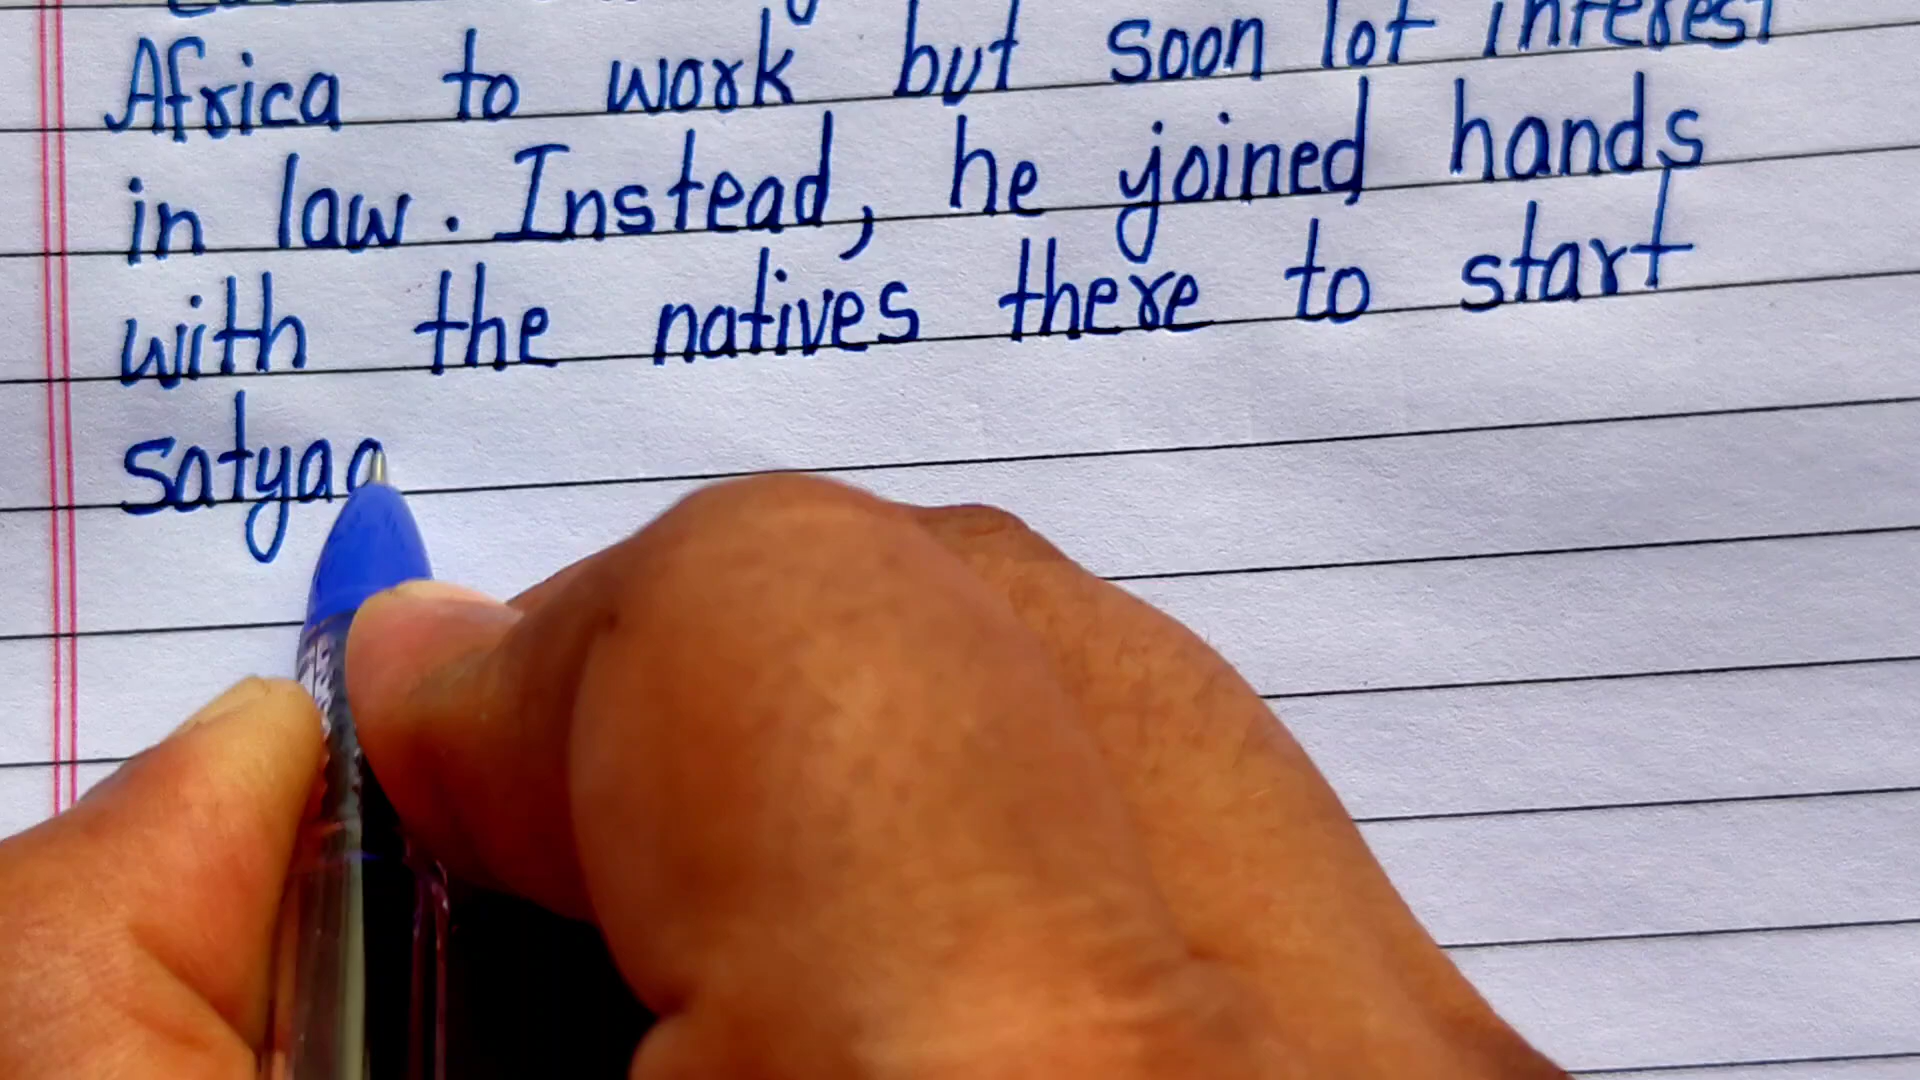 Africa to work but soon lot interest
in law. Instead, he joined hands
with the natives there to start
satyaa